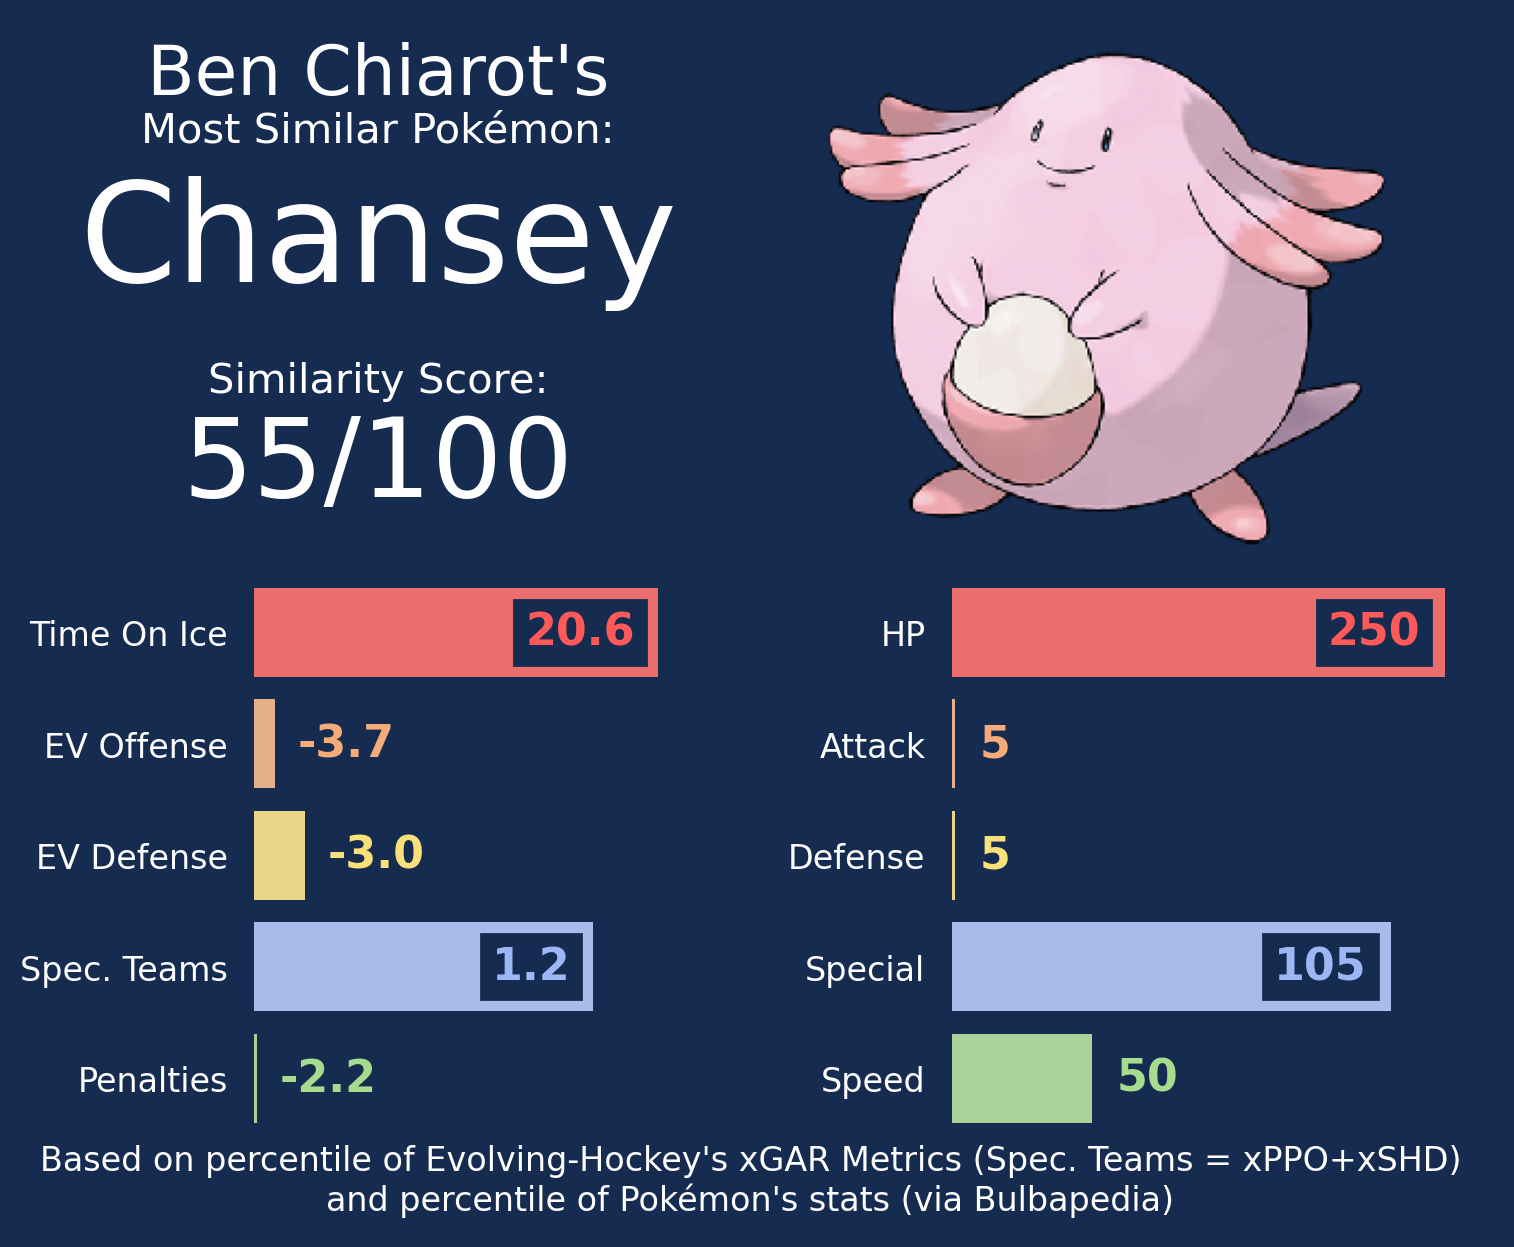 Ben Chiarot's
Most Similar Pokémon:
Chansey
Similarity Score:
55/100
Time On Ice 20.6
EV Offense -3.7
EV Defense -3.0
Spec. Teams 1.2
Penalties -2.2
HP 250
Attack 5
Defense 5
Special 105
Speed 50
Based on percentile of Evolving-Hockey's xGAR Metrics (Spec. Teams = xPPO+xSHD)
and percentile of Pokémon's stats (via Bulbapedia)